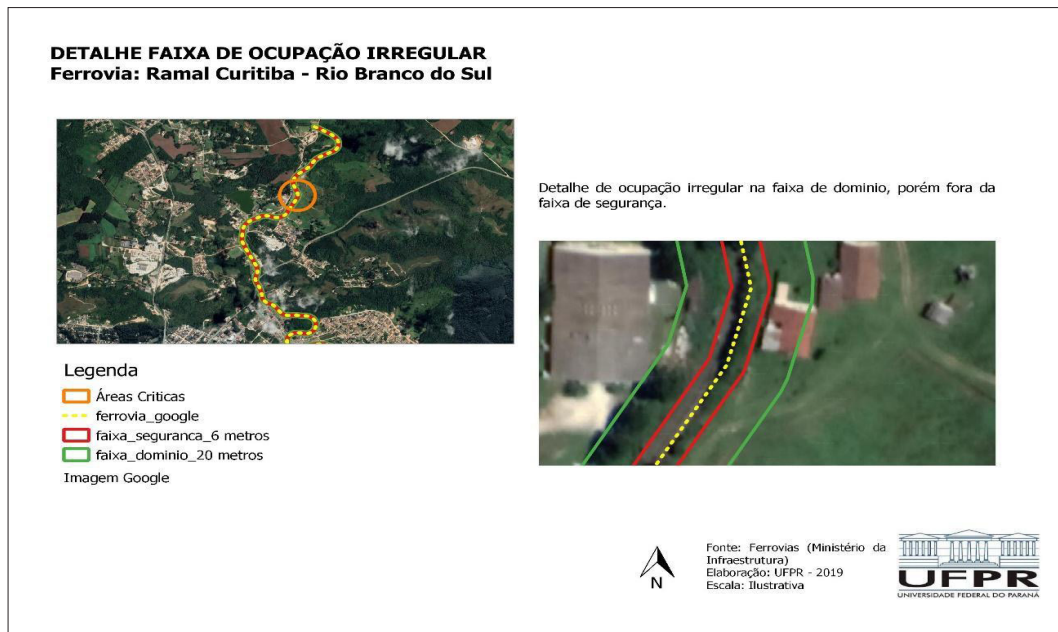 DETALHE FAIXA DE OCUPAÇÃO IRREGULAR
Ferrovia: Ramal Curitiba - Rio Branco do Sul
Detalhe de ocupação irregular na faixa de dominio, porém fora da
faixa de segurança.
Legenda
Áreas Criticas
ferrovia_google
faixa_seguranca_6 metros
faixa_dominio_20 metros
Imagem Google
N
Fonte: Ferrovias (Ministério da
Infraestrutura)
Elaboração: UFPR - 2019
Escala: Ilustrativa
UFPR
UNIVERSIDADE FEDERAL DO PARANÁ